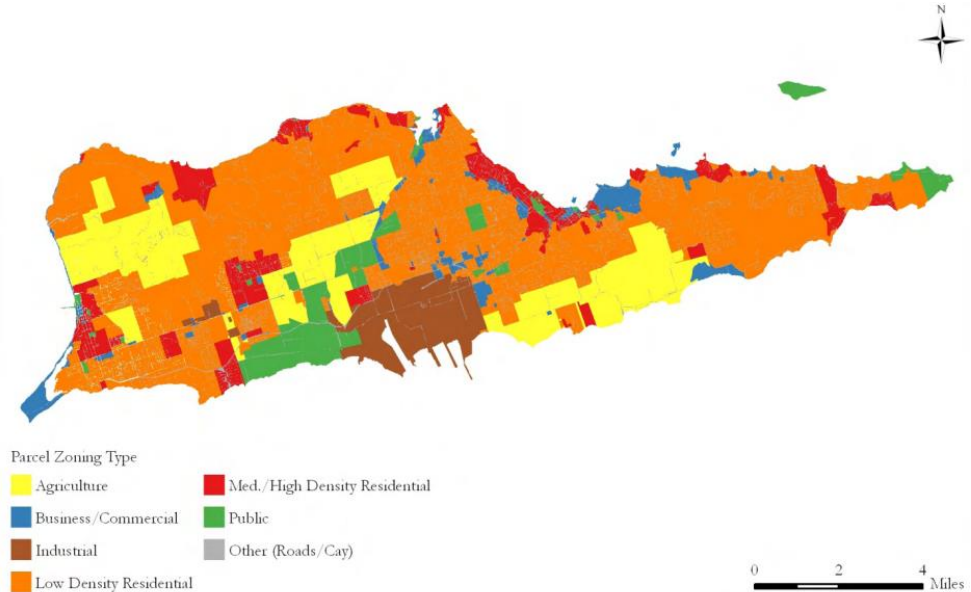 N
Parcel Zoning Type
Agriculture
Med./High Density Residential
Business/Commercial
Public
Industrial
Other (Roads/Cay)
Low Density Residential
0 2 4
Miles